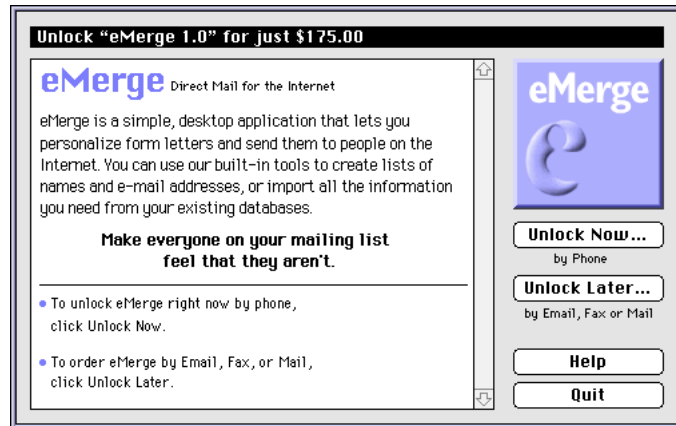 Unlock “eMerge 1.0” for just $175.00
eMerge Direct Mail for the Internet
eMerge is a simple, desktop application that lets you
personalize form letters and send them to people on the
Internet. You can use our built-in tools to create lists of
names and e-mail addresses, or import all the information
you need from your existing databases.
Make everyone on your mailing list
feel that they aren't.
• To unlock eMerge right now by phone,
click Unlock Now.
• To order eMerge by Email, Fax, or Mail,
click Unlock Later.
eMerge
e
Unlock Now...
by Phone
Unlock Later...
by Email, Fax or Mail
Help
Quit